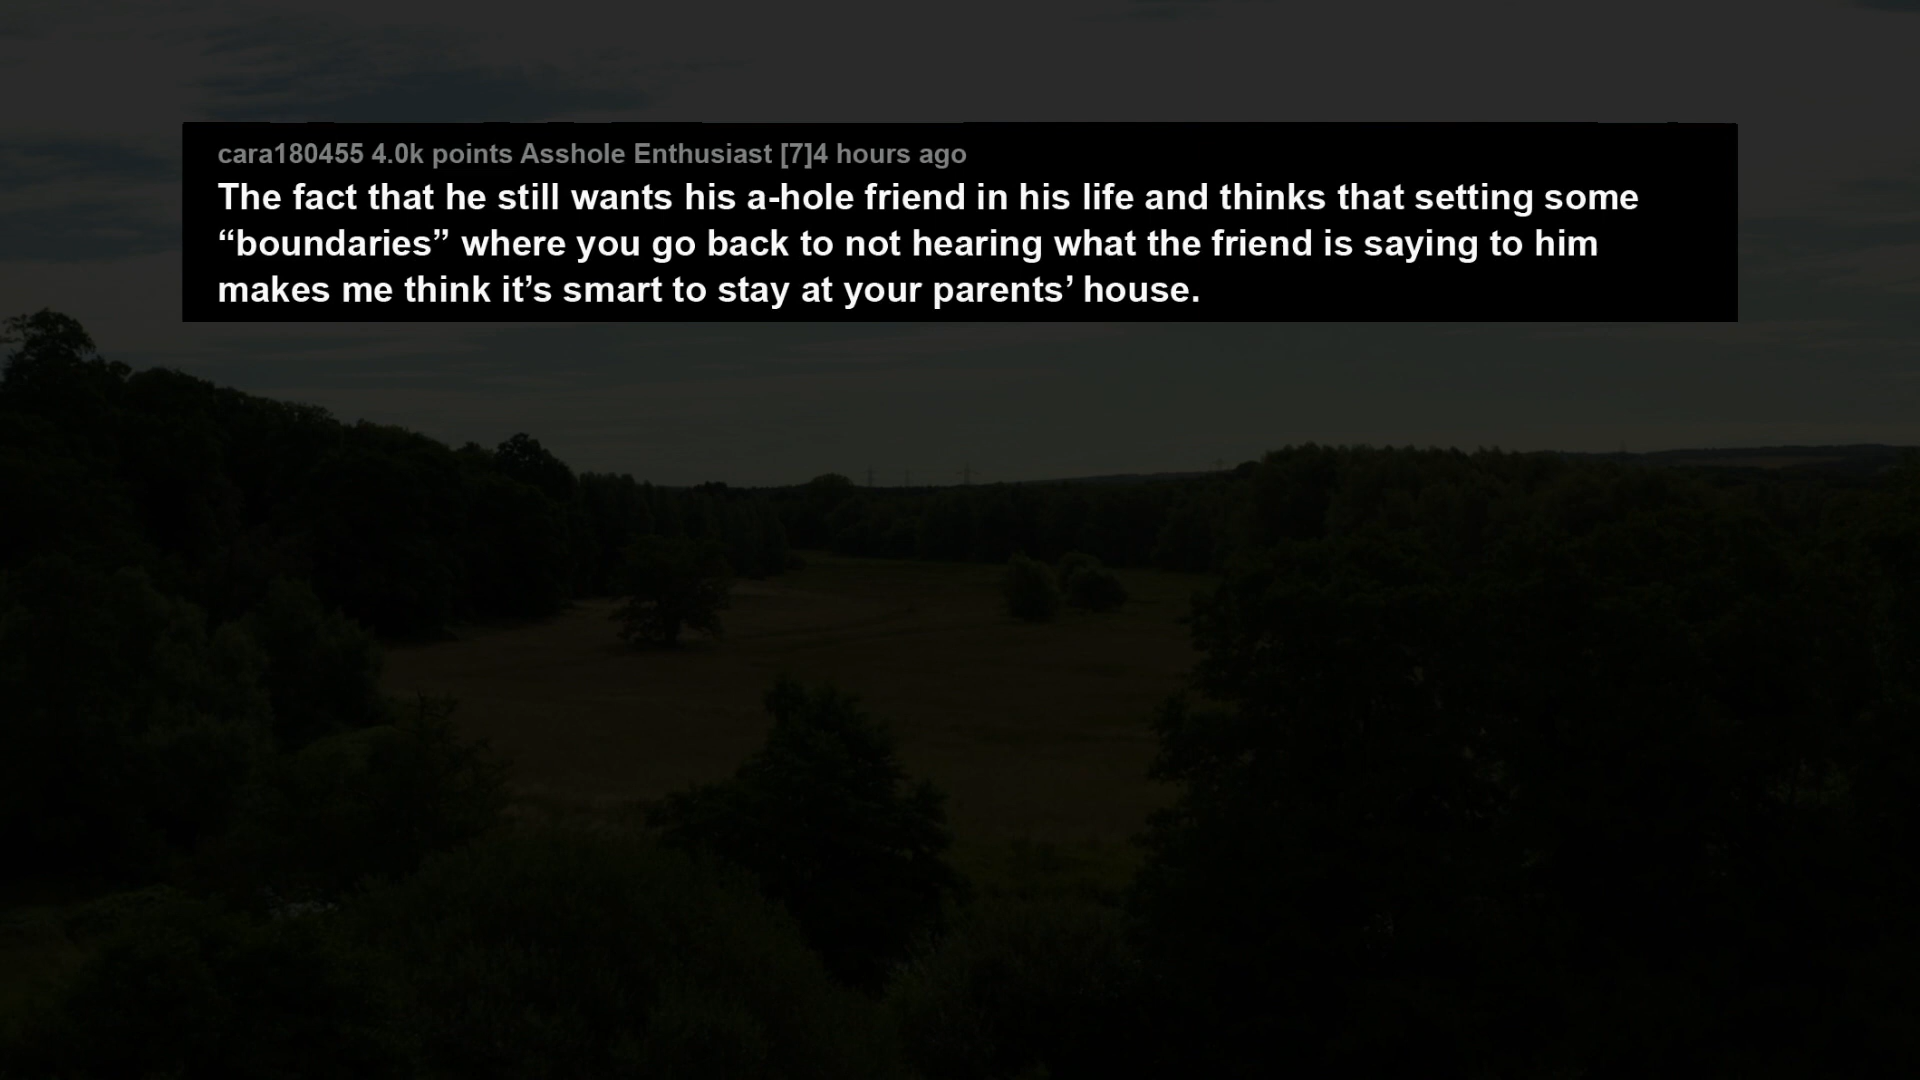 cara180455 4.0k points Asshole Enthusiast [7]4 hours ago
The fact that he still wants his a-hole friend in his life and thinks that setting some
“boundaries” where you go back to not hearing what the friend is saying to him
makes me think it’s smart to stay at your parents’ house.